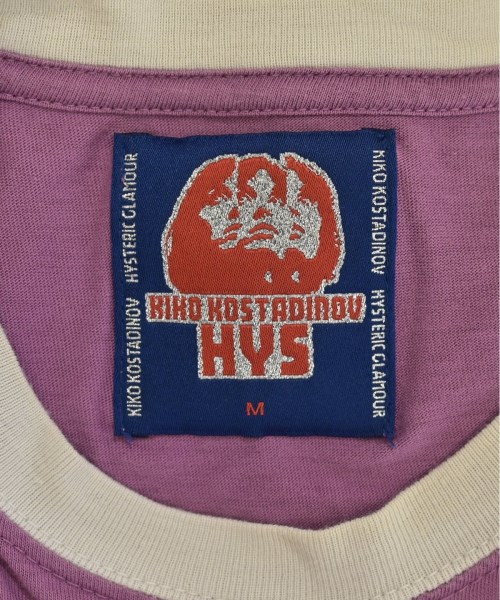 KIKO KOSTADINOV HYSTERIC GLAMOUR
KIKO KOSTADINOV
HYS
M
KIKO KOSTADINOV HYSTERIC GLAMOUR